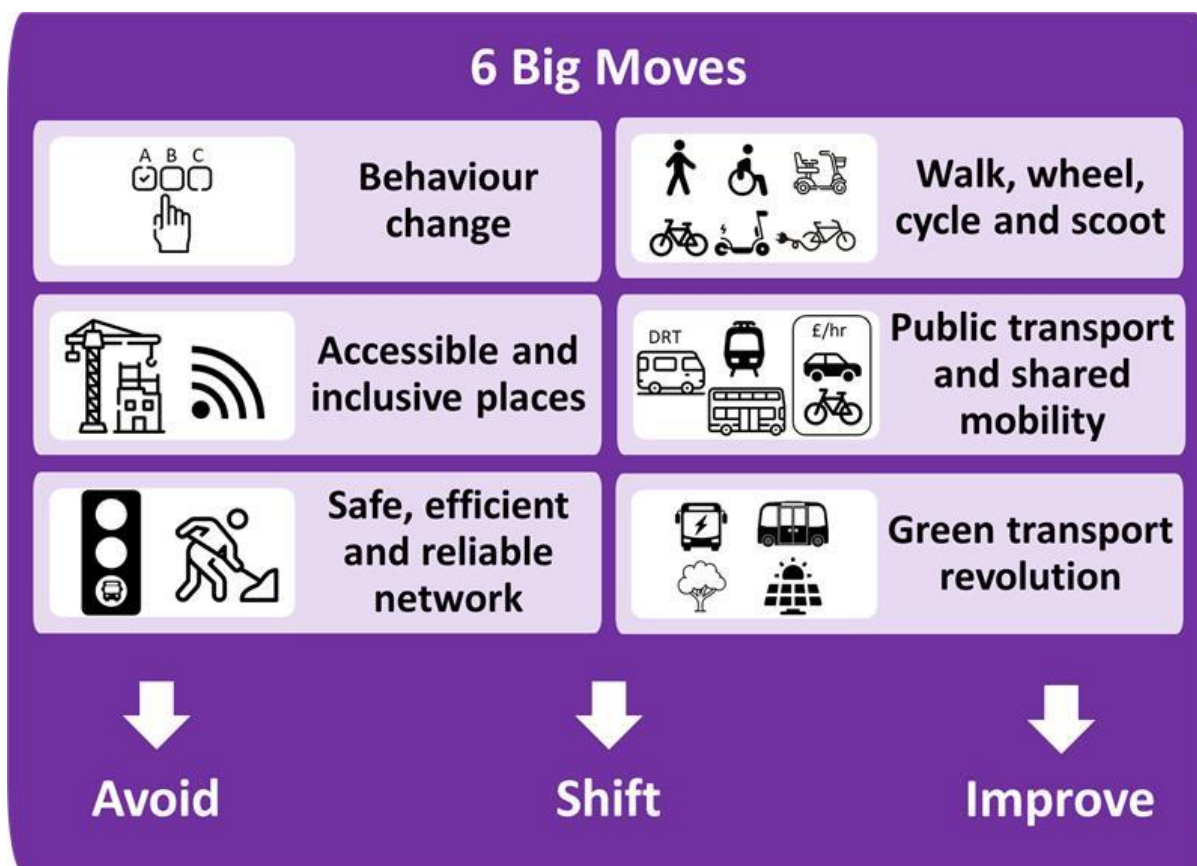 6 Big Moves
A B C
Behaviour
change
Walk, wheel,
cycle and scoot
Accessible and
inclusive places
DRT
£/hr
Public transport
and shared
mobility
Safe, efficient
and reliable
network
Green transport
revolution
Avoid
Shift
Improve